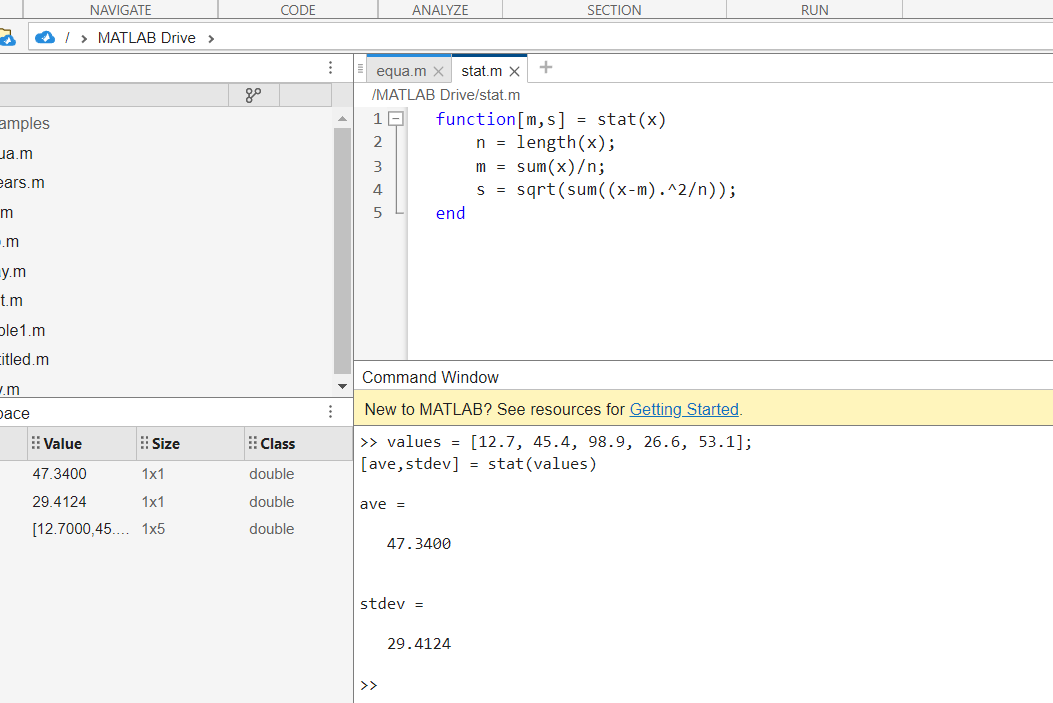 NAVIGATE CODE ANALYZE SECTION RUN
/ > MATLAB Drive >
equa.m × stat.m × +
/MATLAB Drive/stat.m
amples
ua.m
ears.m
m
.m
y.m
t.m
ole1.m
titled.m
.m
1 function[m,s] = stat(x)
2 n = length(x);
3 m = sum(x)/n;
4 s = sqrt(sum((x-m).^2/n));
5 end
pace
Value Size Class
47.3400 1x1 double
29.4124 1x1 double
[12.7000,45.... 1x5 double
Command Window
New to MATLAB? See resources for Getting Started.
>> values = [12.7, 45.4, 98.9, 26.6, 53.1];
[ave,stdev] = stat(values)
ave =
47.3400
stdev =
29.4124
>>